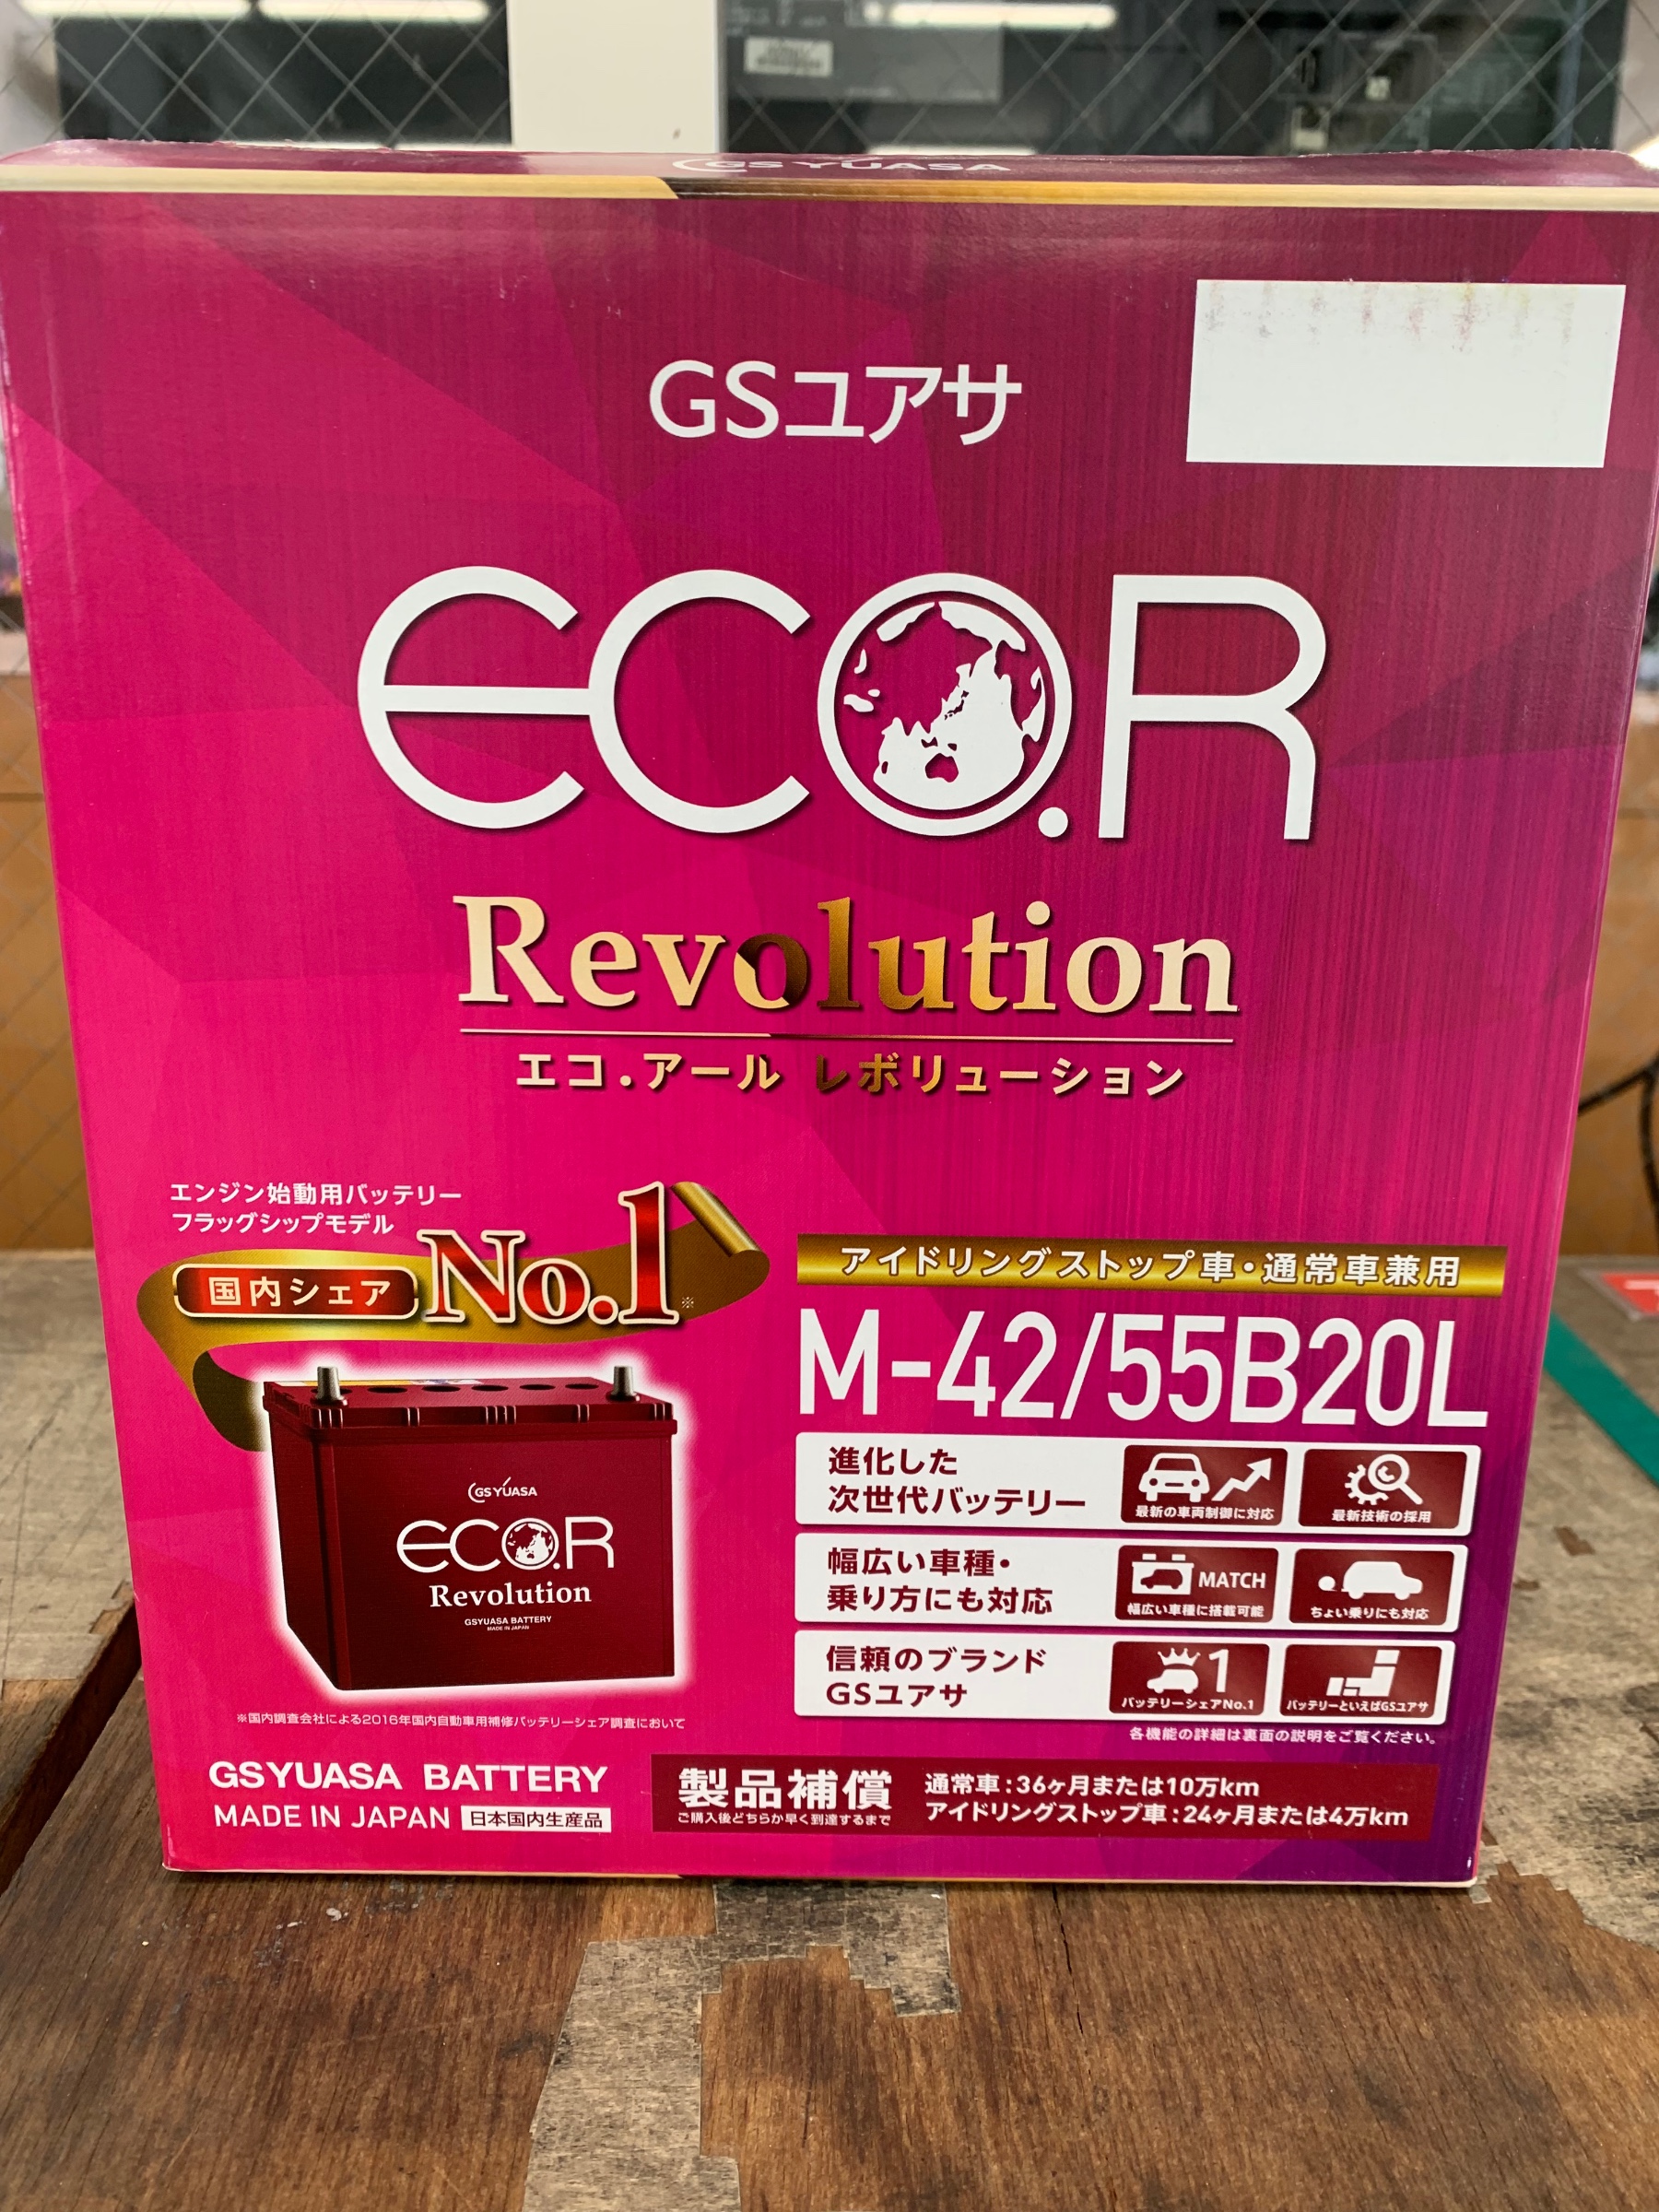 GS YUASA
GSユアサ
ECO.R
Revolution
エコ.アール レボリューション
エンジン始動用バッテリー
フラッグシップモデル
国内シェア No.1※
アイドリングストップ車・通常車兼用
M-42/55B20L
GS YUASA
ECO.R
Revolution
GSYUASA BATTERY
MADE IN JAPAN
進化した
次世代バッテリー
最新の車両制御に対応
最新技術の採用
幅広い車種・
乗り方にも対応
MATCH
幅広い車種に搭載可能
ちょい乗りにも対応
信頼のブランド
GSユアサ
1
バッテリーシェアNo.1
バッテリーといえばGSユアサ
※国内調査会社による2016年国内自動車用補修バッテリーシェア調査において
各機能の詳細は裏面の説明をご覧ください。
GSYUASA BATTERY
MADE IN JAPAN 日本国内生産品
製品補償
ご購入後どちらか早く到達するまで
通常車:36ヶ月または10万km
アイドリングストップ車:24ヶ月または4万km